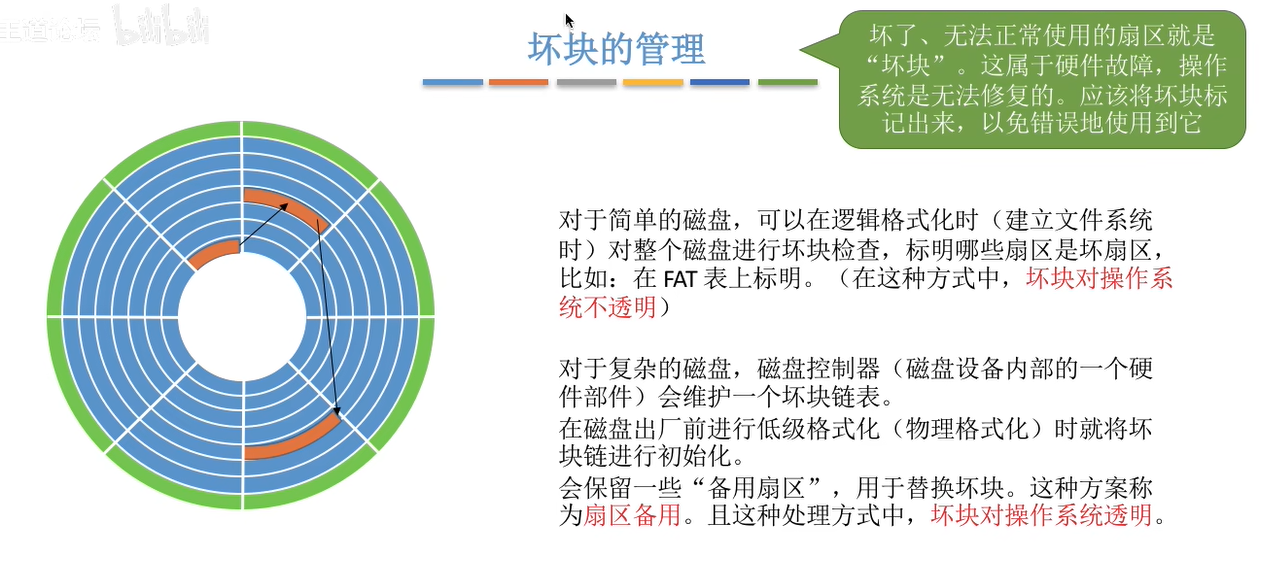 王道论坛 bilibili
坏块的管理
坏了、无法正常使用的扇区就是
“坏块”。这属于硬件故障，操作
系统是无法修复的。应该将坏块标
记出来，以免错误地使用到它
对于简单的磁盘，可以在逻辑格式化时（建立文件系统
时）对整个磁盘进行坏块检查，标明哪些扇区是坏扇区，
比如：在 FAT 表上标明。（在这种方式中，坏块对操作系
统不透明）
对于复杂的磁盘，磁盘控制器（磁盘设备内部的一个硬
件部件）会维护一个坏块链表。
在磁盘出厂前进行低级格式化（物理格式化）时就将坏
块链进行初始化。
会保留一些“备用扇区”，用于替换坏块。这种方案称
为扇区备用。且这种处理方式中，坏块对操作系统透明。